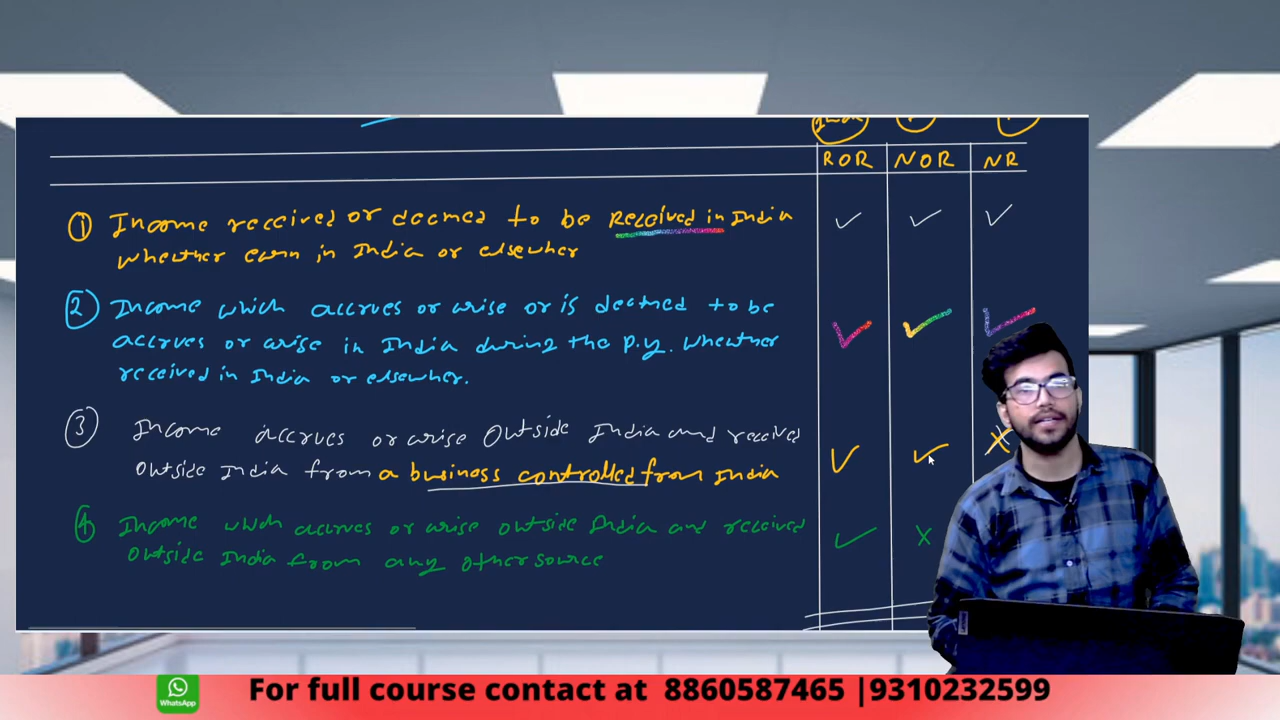 ROR NOR NR
① Income received or deemed to be received in India ✓ ✓ ✓
whether earn in India or elsewher
② Income which accrues or arise or is deemed to be
accrues or arise in India during the p.y. whether ✓ ✓ ✓
received in India or elsewher.
③ Income accrues or arise outside India and received
outside India from a business controlled from India ✓ ✓ X
④ Income which accrues or arise outside India and received
outside India from any other source ✓ X
WhatsApp
For full course contact at 8860587465 |9310232599